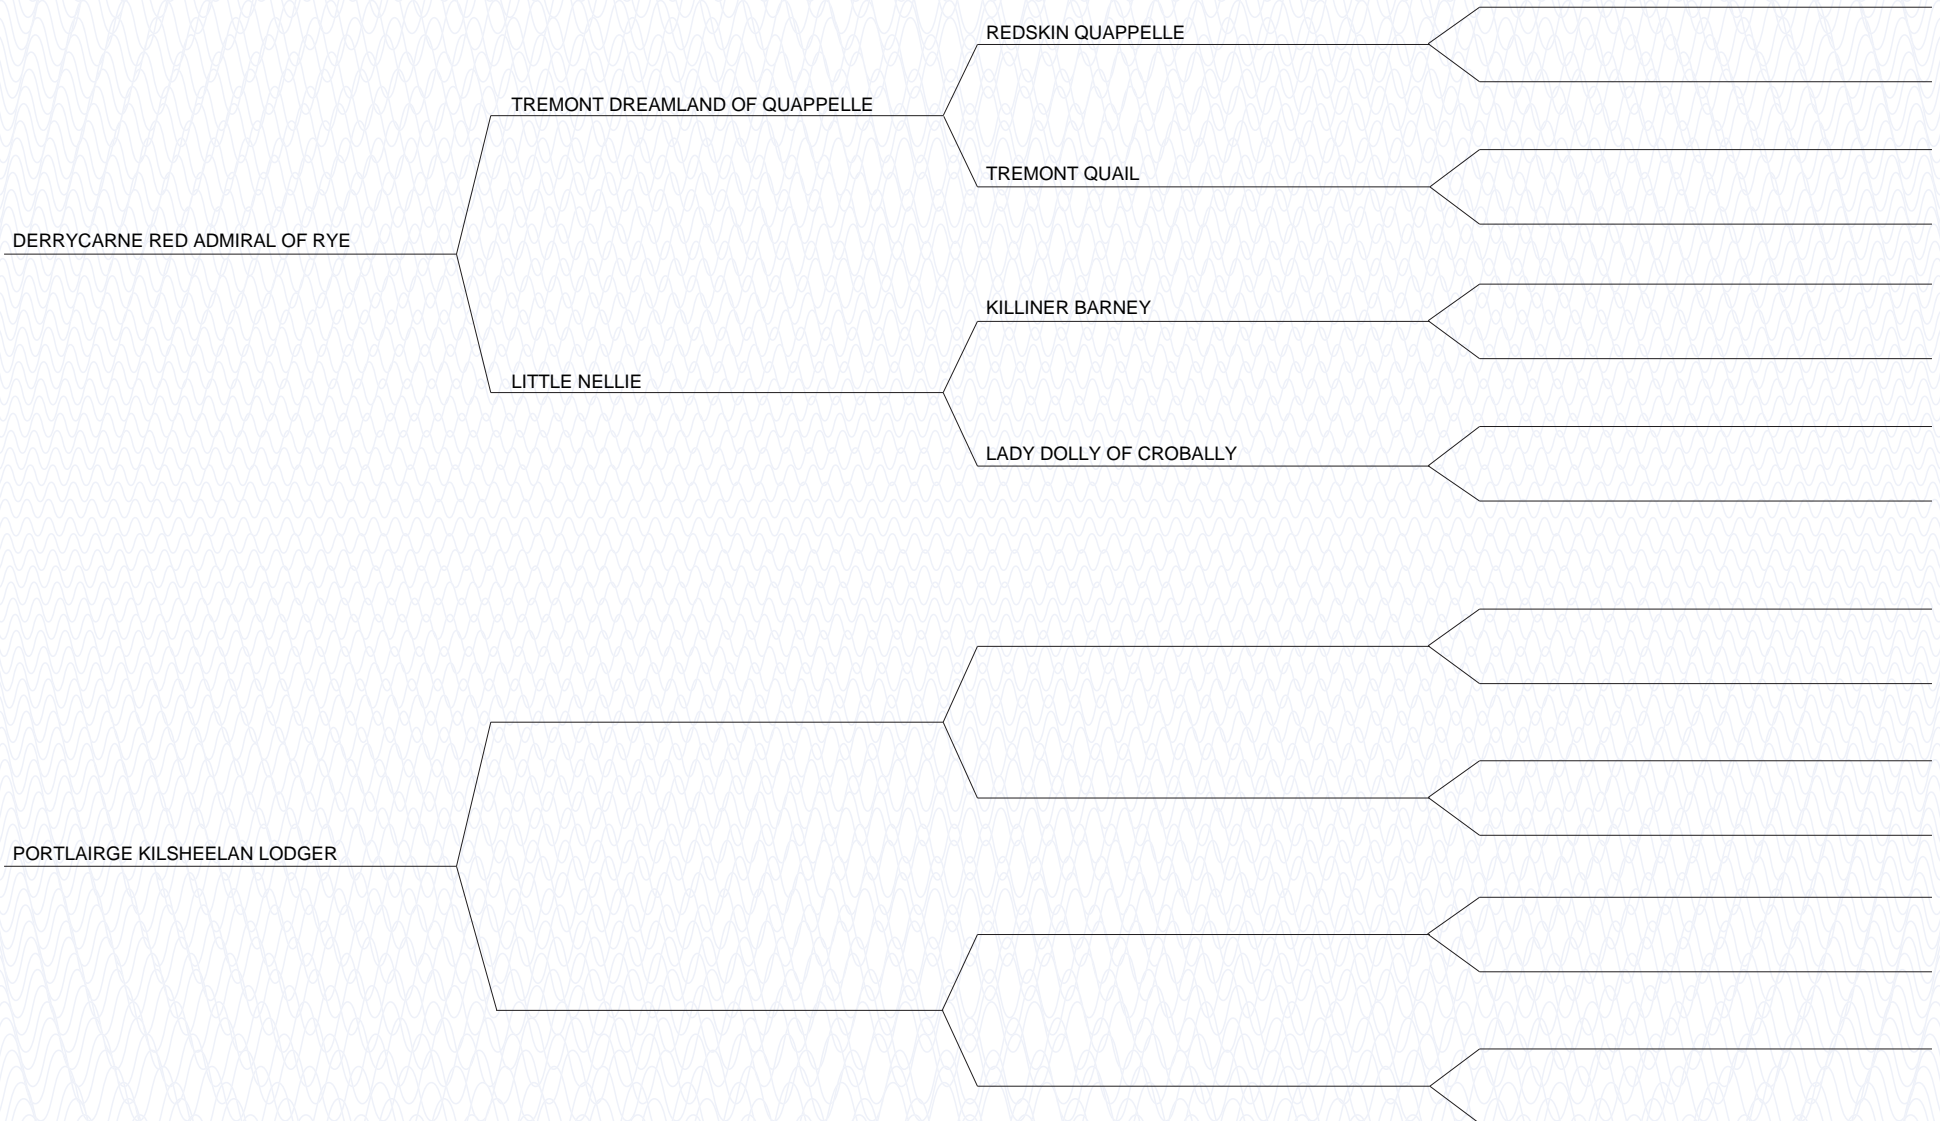 REDSKIN QUAPPELLE
TREMONT DREAMLAND OF QUAPPELLE
TREMONT QUAIL
DERRYCARNE RED ADMIRAL OF RYE
KILLINER BARNEY
LITTLE NELLIE
LADY DOLLY OF CROBALLY
PORTLAIRGE KILSHEELAN LODGER